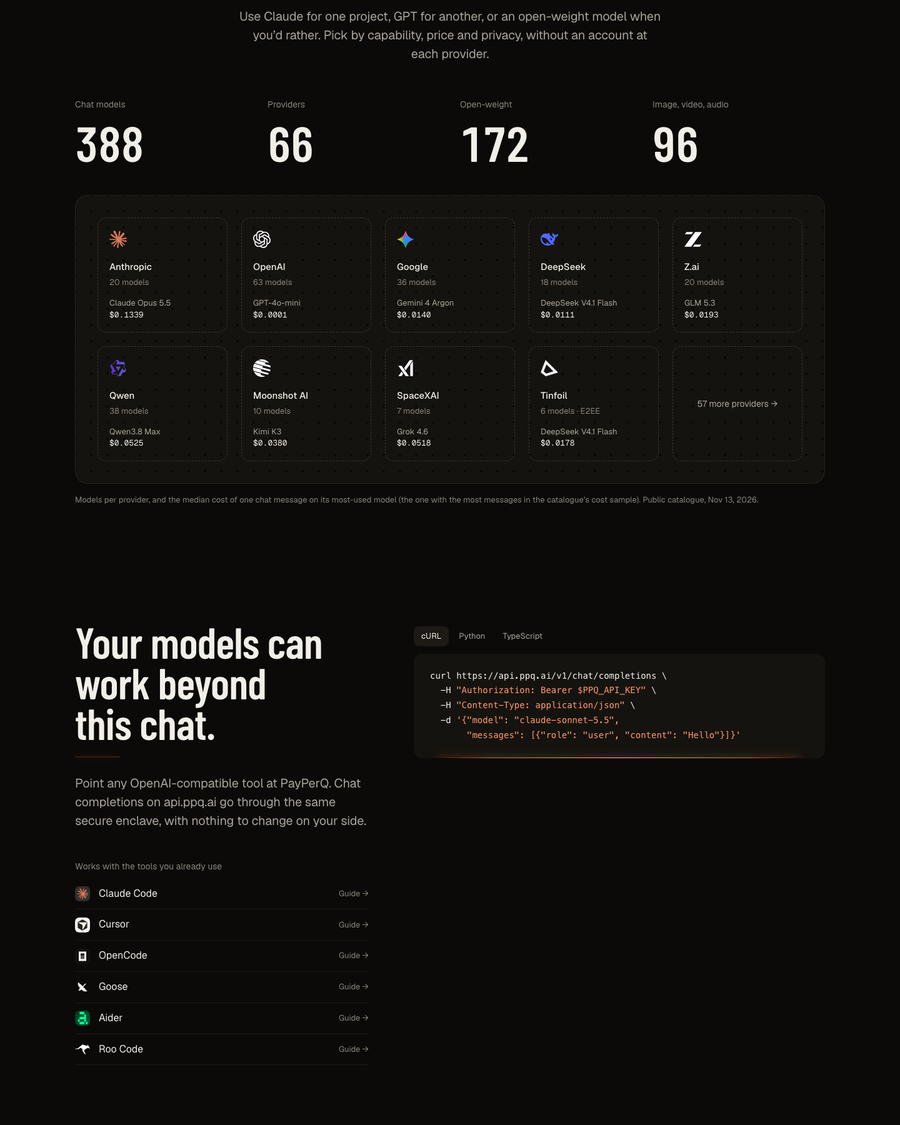 Use Claude for one project, GPT for another, or an open-weight model when
you'd rather. Pick by capability, price and privacy, without an account at
each provider.
Chat models
388
Providers
66
Open-weight
172
Image, video, audio
96
Anthropic
20 models
Claude Opus 5.5
$0.1339
OpenAI
63 models
GPT-4o-mini
$0.0001
Google
36 models
Gemini 4 Argon
$0.0140
DeepSeek
18 models
DeepSeek V4.1 Flash
$0.0111
Z.ai
20 models
GLM 5.3
$0.0193
Qwen
38 models
Qwen3.8 Max
$0.0525
Moonshot AI
10 models
Kimi K3
$0.0380
SpaceXAI
7 models
Grok 4.6
$0.0518
Tinfoil
6 models · E2EE
DeepSeek V4.1 Flash
$0.0178
57 more providers →
Models per provider, and the median cost of one chat message on its most-used model (the one with the most messages in the catalogue's cost sample). Public catalogue, Nov 13, 2026.
Your models can
work beyond
this chat.
Point any OpenAI-compatible tool at PayPerQ. Chat
completions on api.ppq.ai go through the same
secure enclave, with nothing to change on your side.
Works with the tools you already use
Claude Code Guide →
Cursor Guide →
OpenCode Guide →
Goose Guide →
Aider Guide →
Roo Code Guide →
cURL Python TypeScript
curl https://api.ppq.ai/v1/chat/completions \
  -H "Authorization: Bearer $PPQ_API_KEY" \
  -H "Content-Type: application/json" \
  -d '{"model": "claude-sonnet-5.5",
       "messages": [{"role": "user", "content": "Hello"}]}'